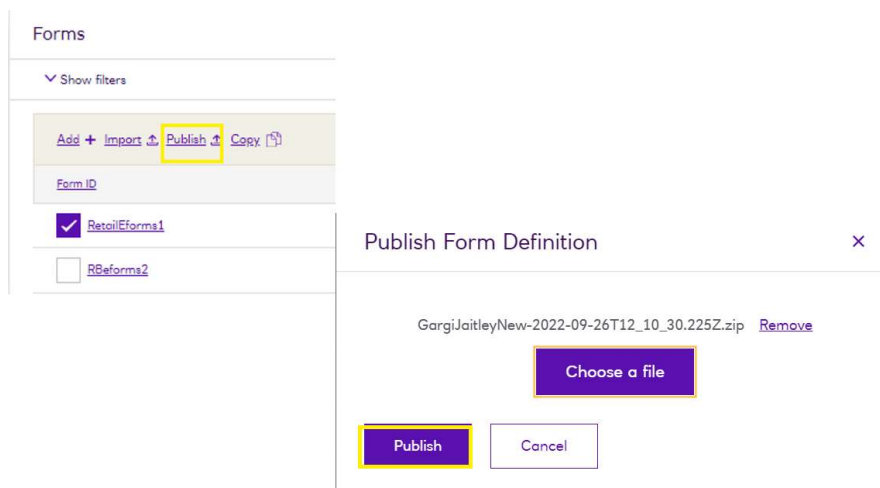 Forms
Show filters
Add + Import Publish Copy
Form ID
RetailEforms1
RBeforms2
Publish Form Definition
GargiJaitleyNew-2022-09-26T12_10_30.225Z.zip Remove
Choose a file
Publish Cancel